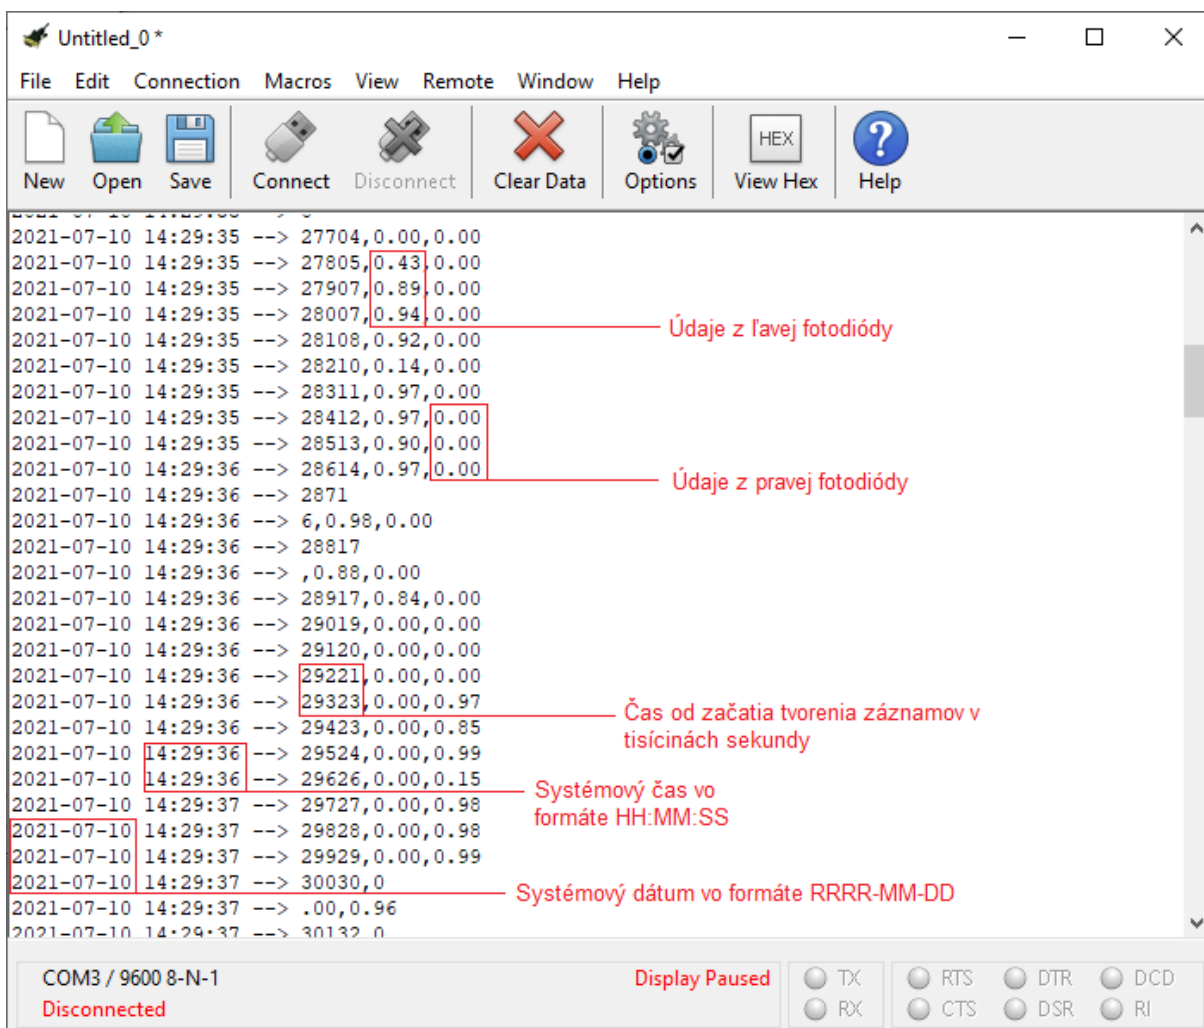 Untitled_0 *
File Edit Connection Macros View Remote Window Help
HEX
New Open Save Connect Disconnect Clear Data Options View Hex Help
2021-07-10 14:29:35 --> 27704,0.00,0.00
2021-07-10 14:29:35 --> 27805,0.43,0.00
2021-07-10 14:29:35 --> 27907,0.89,0.00
2021-07-10 14:29:35 --> 28007,0.94,0.00
Údaje z ľavej fotodiódy
2021-07-10 14:29:35 --> 28108,0.92,0.00
2021-07-10 14:29:35 --> 28210,0.14,0.00
2021-07-10 14:29:35 --> 28311,0.97,0.00
2021-07-10 14:29:35 --> 28412,0.97,0.00
2021-07-10 14:29:35 --> 28513,0.90,0.00
2021-07-10 14:29:36 --> 28614,0.97,0.00
Údaje z pravej fotodiódy
2021-07-10 14:29:36 --> 2871
2021-07-10 14:29:36 --> 6,0.98,0.00
2021-07-10 14:29:36 --> 28817
2021-07-10 14:29:36 --> ,0.88,0.00
2021-07-10 14:29:36 --> 28917,0.84,0.00
2021-07-10 14:29:36 --> 29019,0.00,0.00
2021-07-10 14:29:36 --> 29120,0.00,0.00
2021-07-10 14:29:36 --> 29221,0.00,0.00
2021-07-10 14:29:36 --> 29323,0.00,0.97
Čas od začatia tvorenia záznamov v
tisícinách sekundy
2021-07-10 14:29:36 --> 29423,0.00,0.85
2021-07-10 14:29:36 --> 29524,0.00,0.99
2021-07-10 14:29:36 --> 29626,0.00,0.15
Systémový čas vo
formáte HH:MM:SS
2021-07-10 14:29:37 --> 29727,0.00,0.98
2021-07-10 14:29:37 --> 29828,0.00,0.98
2021-07-10 14:29:37 --> 29929,0.00,0.99
2021-07-10 14:29:37 --> 30030,0
Systémový dátum vo formáte RRRR-MM-DD
2021-07-10 14:29:37 --> .00,0.96
2021-07-10 14:29:37 --> 30132,0
COM3 / 9600 8-N-1
Disconnected
Display Paused
TX RTS DTR DCD
RX CTS DSR RI